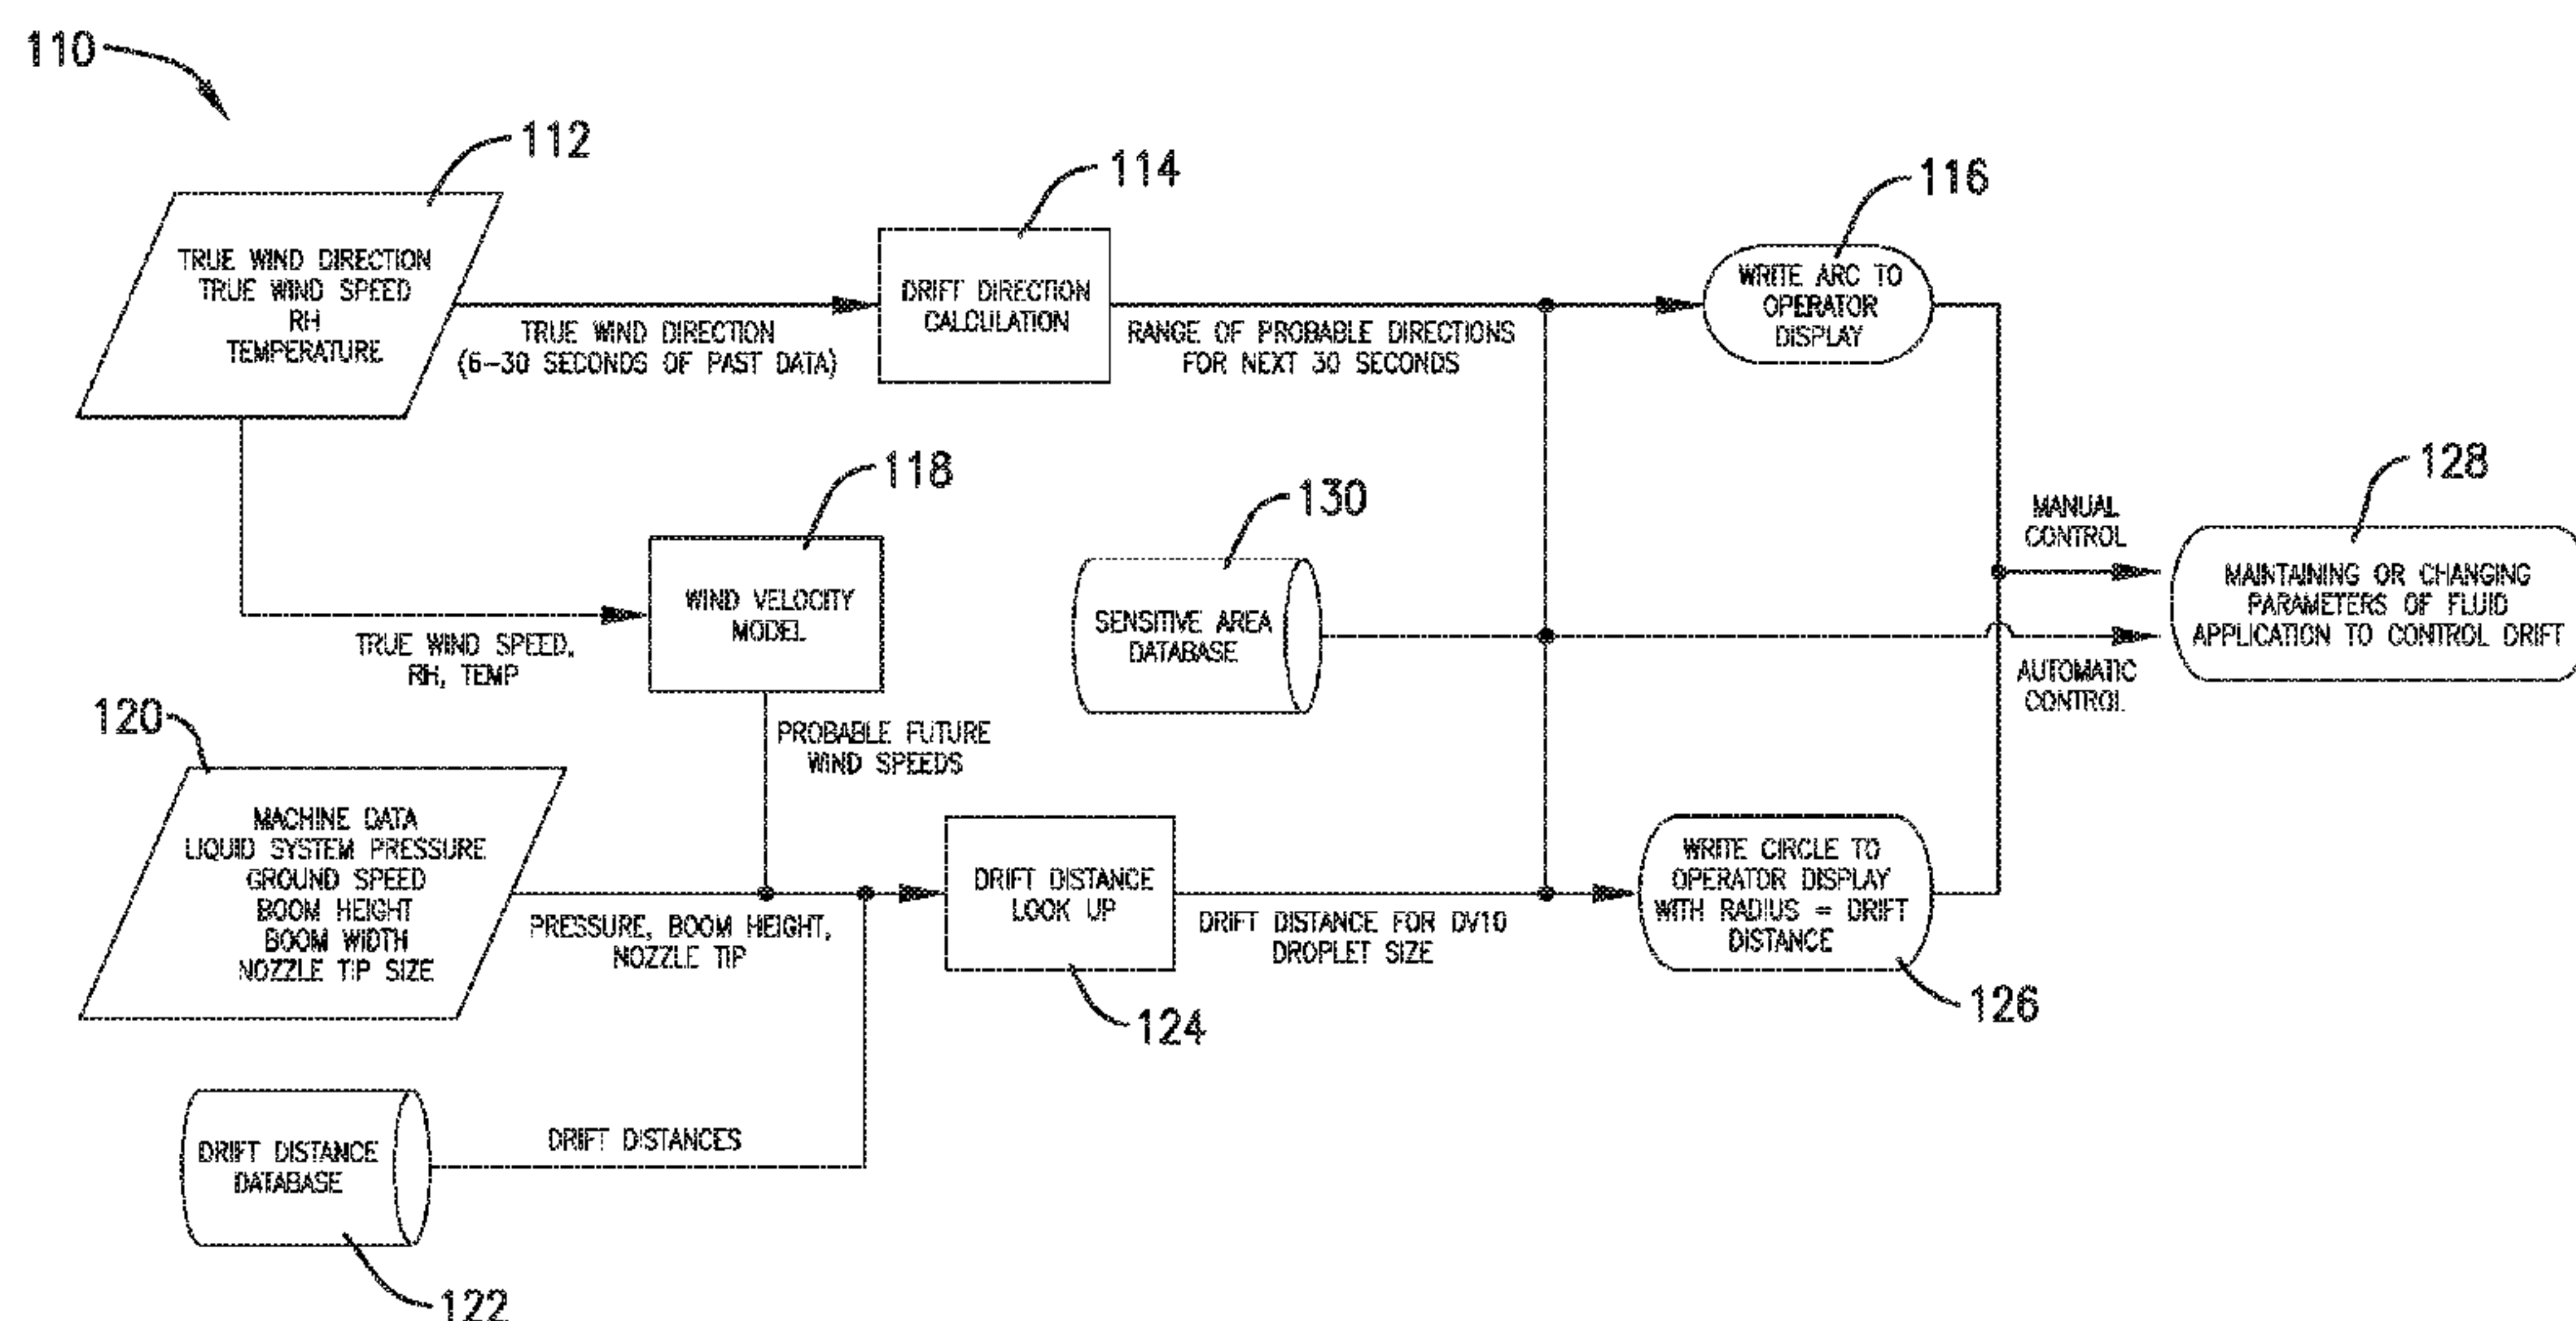 110
112
TRUE WIND DIRECTION
TRUE WIND SPEED
RH
TEMPERATURE
TRUE WIND DIRECTION
(6-30 SECONDS OF PAST DATA)
114
DRIFT DIRECTION
CALCULATION
RANGE OF PROBABLE DIRECTIONS
FOR NEXT 30 SECONDS
116
WRITE ARC TO
OPERATOR
DISPLAY
118
WIND VELOCITY
MODEL
TRUE WIND SPEED,
RH, TEMP
PROBABLE FUTURE
WIND SPEEDS
130
SENSITIVE AREA
DATABASE
MANUAL
CONTROL
AUTOMATIC
CONTROL
128
MAINTAINING OR CHANGING
PARAMETERS OF FLUID
APPLICATION TO CONTROL DRIFT
120
MACHINE DATA
LIQUID SYSTEM PRESSURE
GROUND SPEED
BOOM HEIGHT
BOOM WIDTH
NOZZLE TIP SIZE
PRESSURE, BOOM HEIGHT,
NOZZLE TIP
DRIFT DISTANCE
LOOK UP
124
DRIFT DISTANCE FOR DV10
DROPLET SIZE
WRITE CIRCLE TO
OPERATOR DISPLAY
WITH RADIUS = DRIFT
DISTANCE
126
DRIFT DISTANCE
DATABASE
DRIFT DISTANCES
122